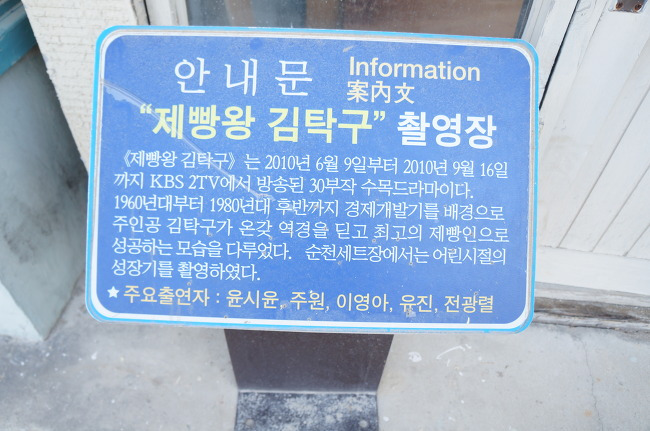 안내문 Information
案內文
"제빵왕 김탁구" 촬영장
《제빵왕 김탁구》는 2010년 6월 9일부터 2010년 9월 16일
까지 KBS 2TV에서 방송된 30부작 수목드라마이다.
1960년대부터 1980년대 후반까지 경제개발기를 배경으로
주인공 김탁구가 온갖 역경을 딛고 최고의 제빵인으로
성공하는 모습을 다루었다. 순천세트장에서는 어린시절의
성장기를 촬영하였다.
★ 주요출연자 : 윤시윤, 주원, 이영아, 유진, 전광렬